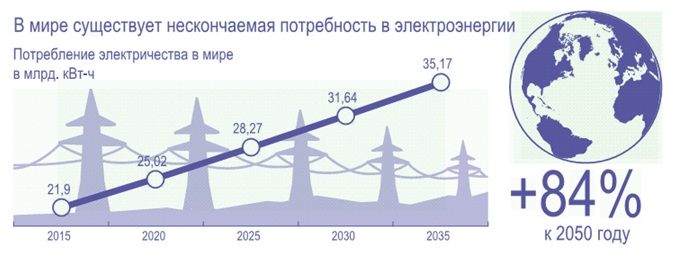 В мире существует нескончаемая потребность в электроэнергии
Потребление электричества в мире
в млрд. кВт-ч
35,17
31,64
28,27
25,02
21,9
2015 2020 2025 2030 2035
+84%
к 2050 году